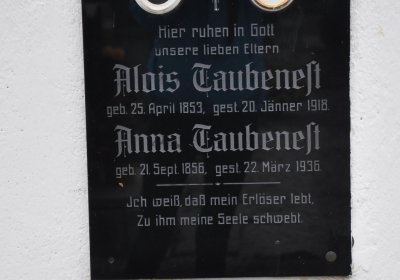 Hier ruhen in Gott
unsere lieben Eltern
Alois Taubeneſt
geb. 25. April 1853, gest. 20. Jänner 1918.
Anna Taubeneſt
geb. 21. Sept. 1856, gest. 22. März 1936.
Ich weiß, daß mein Erlöser lebt,
Zu ihm meine Seele schwebt.